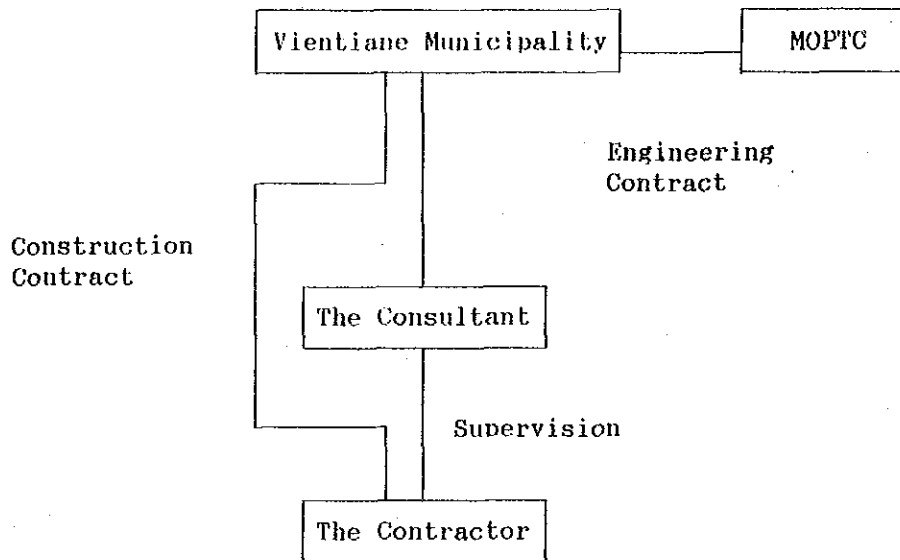 Vientiane Municipality
MOPTC
Engineering
Contract
Construction
Contract
The Consultant
Supervision
The Contractor